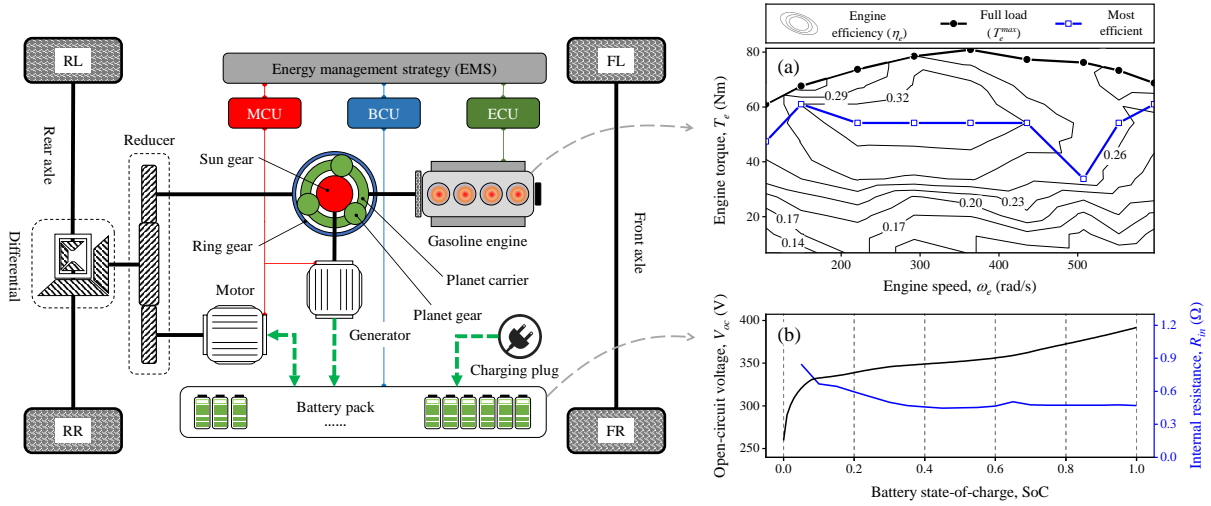 RL
FL
Energy management strategy (EMS)
MCU
BCU
ECU
Rear axle
Reducer
Sun gear
Ring gear
Gasoline engine
Front axle
Differential
Planet carrier
Motor
Planet gear
Generator
Charging plug
Battery pack
......
RR
FR
Engine
efficiency (ηₑ)
Full load
(Tₑᵐᵃˣ)
Most
efficient
(a)
80
60
40
20
Engine torque, Tₑ (Nm)
0.29
0.32
0.26
0.23
0.20
0.17
0.17
0.14
200
300
400
500
Engine speed, ωₑ (rad/s)
(b)
400
350
300
250
Open-circuit voltage, V_oc (V)
1.2
0.9
0.6
0.3
0.0
Internal resistance, R_in (Ω)
0.0
0.2
0.4
0.6
0.8
1.0
Battery state-of-charge, SoC